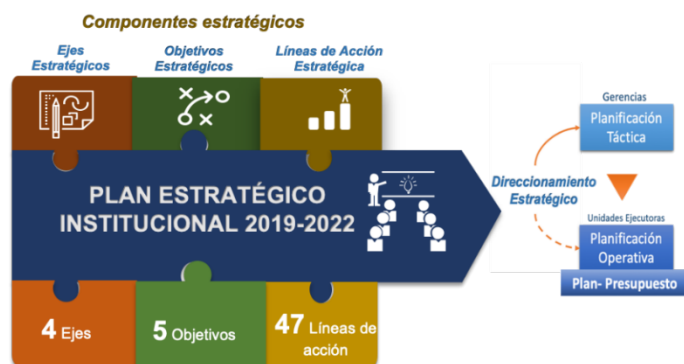 Componentes estratégicos
Ejes
Estratégicos
Objetivos
Estratégicos
Líneas de Acción
Estratégica
PLAN ESTRATÉGICO
INSTITUCIONAL 2019-2022
4 Ejes
5 Objetivos
47 Líneas de
acción
Direccionamiento
Estratégico
Gerencias
Planificación
Táctica
Unidades Ejecutoras
Planificación
Operativa
Plan- Presupuesto